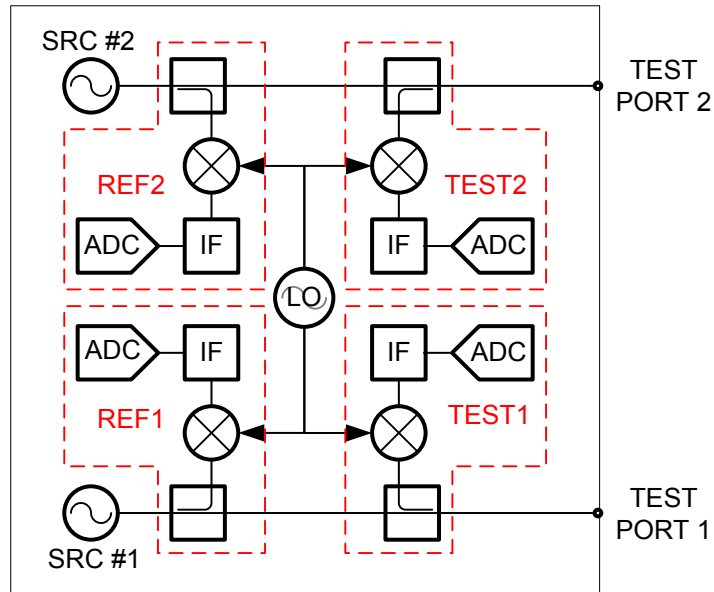 SRC #2
TEST
PORT 2
REF2
TEST2
ADC
IF
IF
ADC
LO
ADC
IF
IF
ADC
REF1
TEST1
SRC #1
TEST
PORT 1